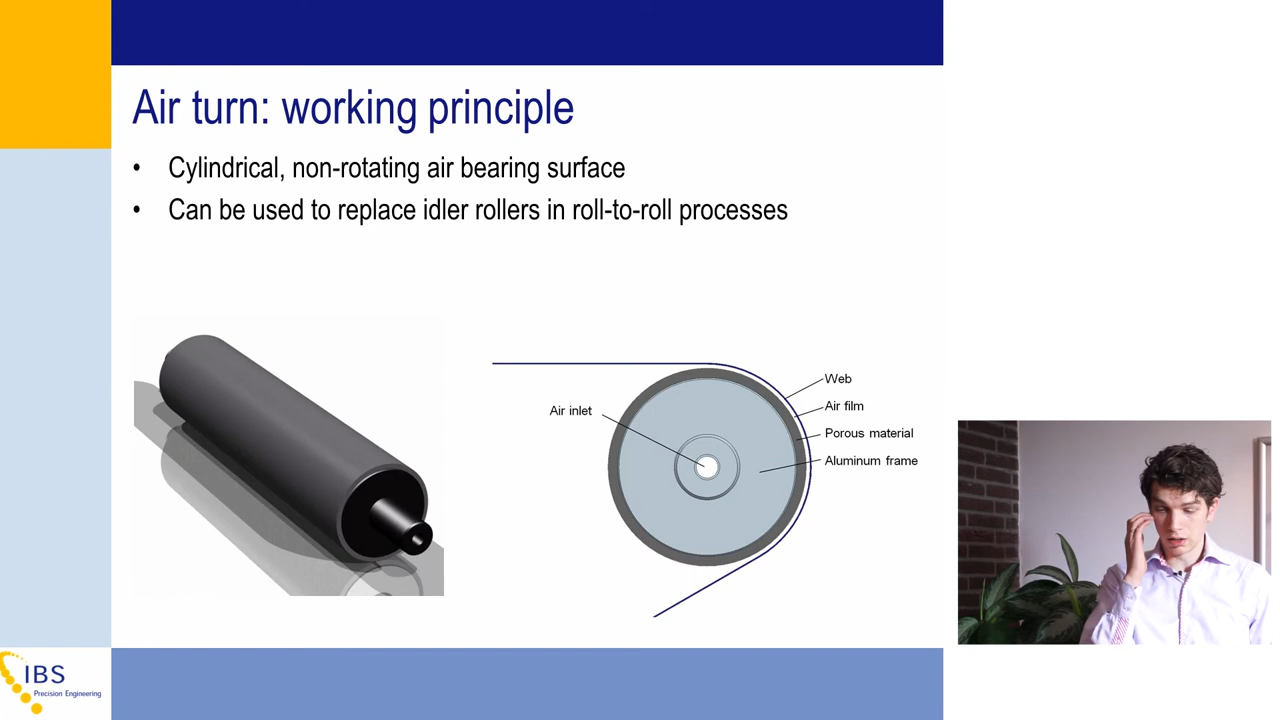 Air turn: working principle
• Cylindrical, non-rotating air bearing surface
• Can be used to replace idler rollers in roll-to-roll processes
Air inlet
Web
Air film
Porous material
Aluminum frame
IBS
Precision Engineering